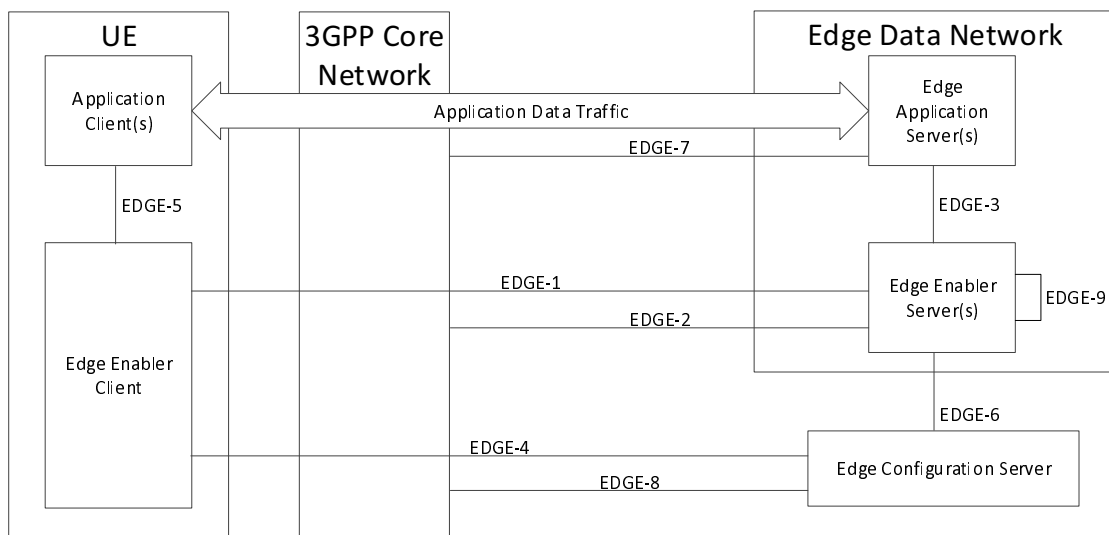 UE
3GPP Core
Network
Edge Data Network
Application
Client(s)
Application Data Traffic
Edge
Application
Server(s)
EDGE-7
EDGE-5
EDGE-3
EDGE-1
Edge Enabler
Server(s)
EDGE-9
EDGE-2
Edge Enabler
Client
EDGE-6
EDGE-4
Edge Configuration Server
EDGE-8